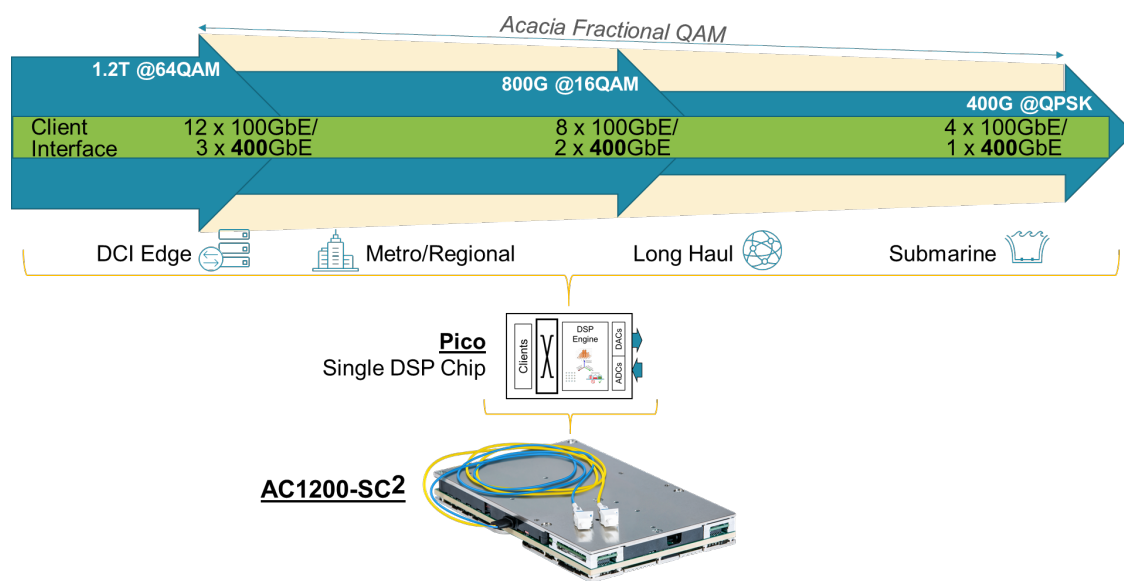 Acacia Fractional QAM
1.2T @64QAM
800G @16QAM
400G @QPSK
Client
Interface
12 x 100GbE/
3 x 400GbE
8 x 100GbE/
2 x 400GbE
4 x 100GbE/
1 x 400GbE
DCI Edge
Metro/Regional
Long Haul
Submarine
Pico
Single DSP Chip
Clients
DSP
Engine
DACs
ADCs
AC1200-SC2